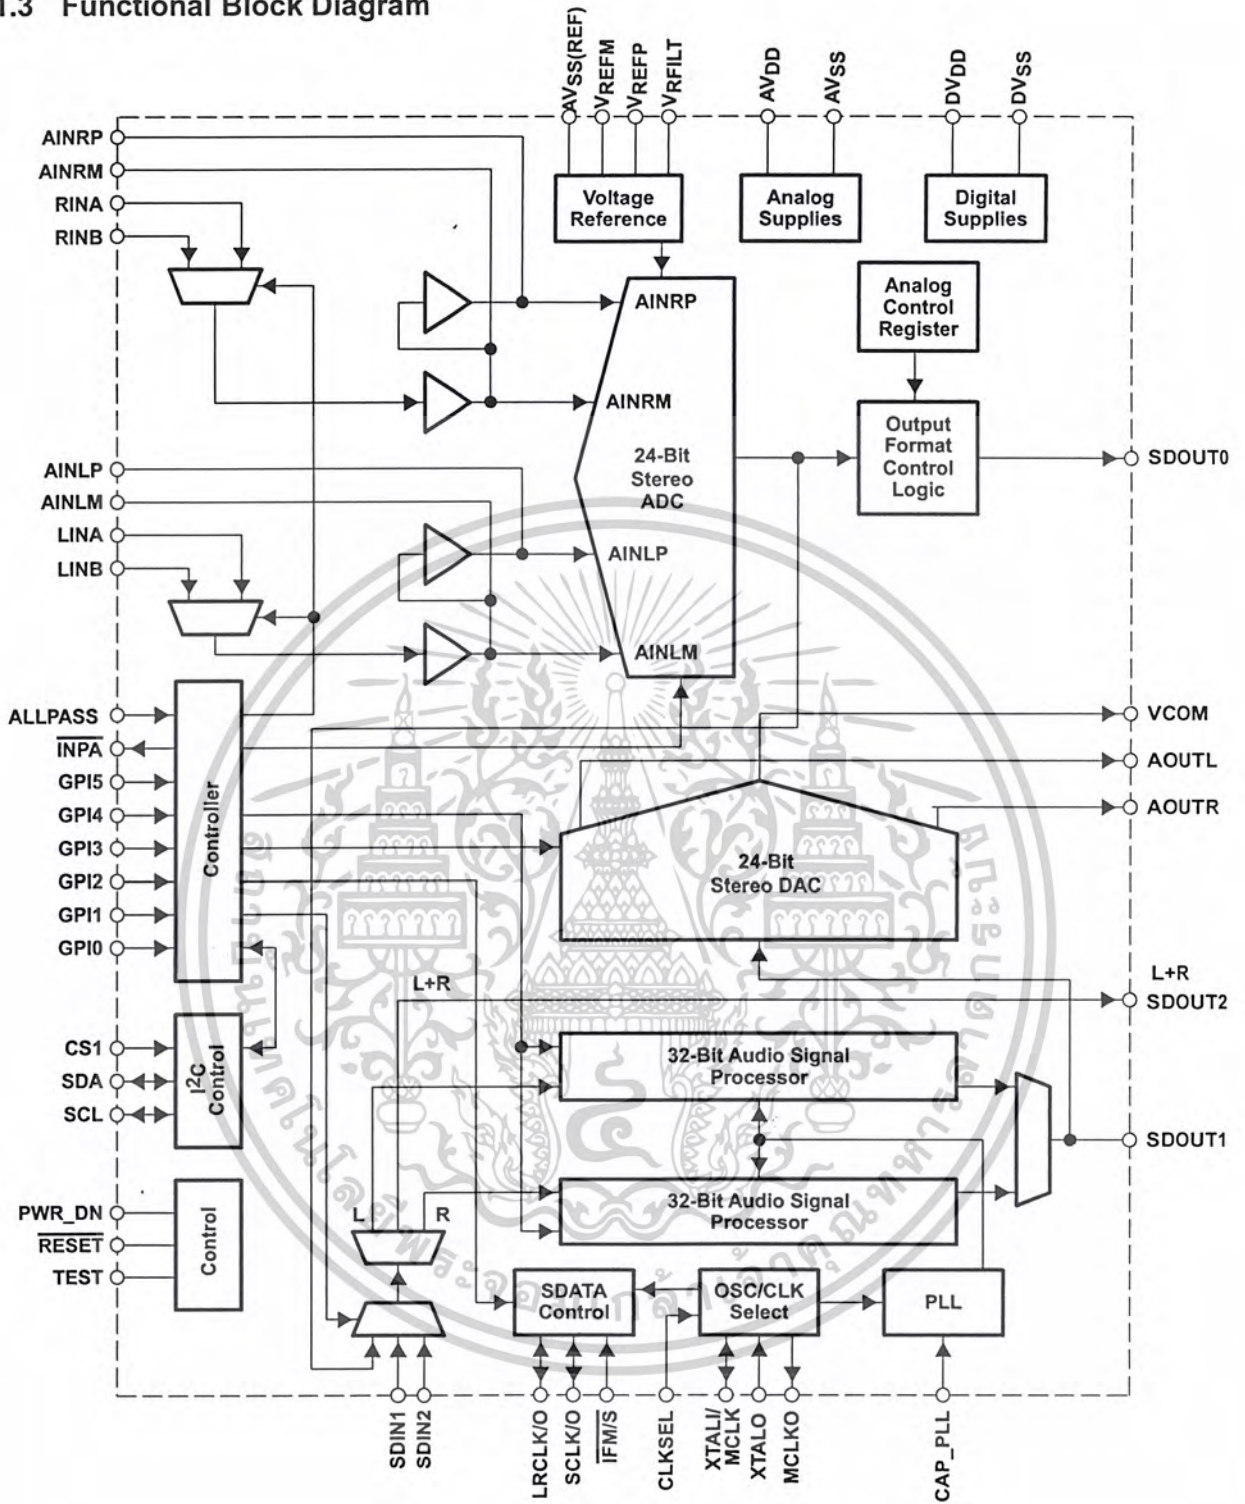 1.3 Functional Block Diagram
AVSS(REF)
VREFM
VREFP
VRFILT
AVDD
AVSS
DVDD
DVSS
AINRP
AINRM
RINA
RINB
Voltage
Reference
Analog
Supplies
Digital
Supplies
Analog
Control
Register
AINRP
AINRM
24-Bit
Stereo
ADC
AINLP
AINLM
Output
Format
Control
Logic
SDOUT0
AINLP
AINLM
LINA
LINB
ALLPASS
INPA
GPI5
GPI4
GPI3
GPI2
GPI1
GPI0
Controller
VCOM
AOUTL
AOUTR
24-Bit
Stereo DAC
L+R
L+R
SDOUT2
CS1
SDA
SCL
I2C
Control
32-Bit Audio Signal
Processor
SDOUT1
32-Bit Audio Signal
Processor
PWR_DN
RESET
TEST
Control
L
R
SDATA
Control
OSC/CLK
Select
PLL
SDIN1
SDIN2
LRCLK/O
SCLK/O
IFM/S
CLKSEL
XTALI/
MCLK
XTALO
MCLKO
CAP_PLL